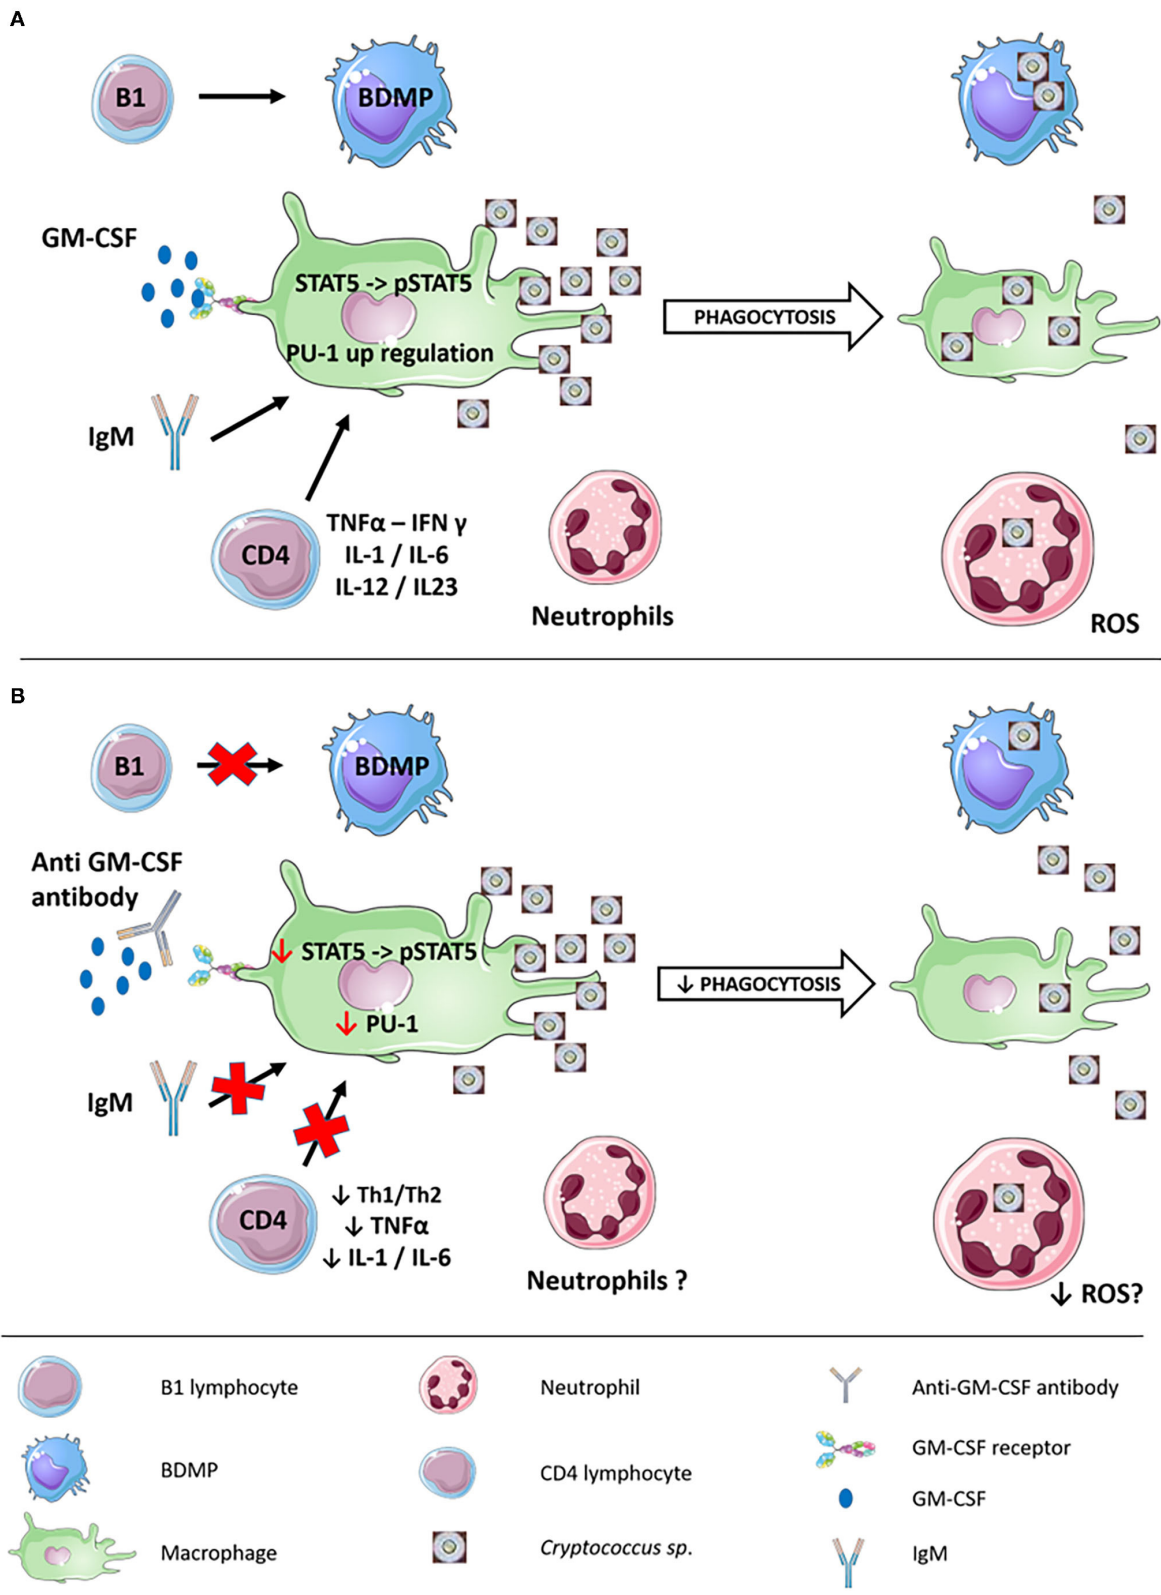 A
B1
BDMP
GM-CSF
STAT5 -> pSTAT5
PU-1 up regulation
PHAGOCYTOSIS
IgM
CD4
TNFα – IFN γ
IL-1 / IL-6
IL-12 / IL23
Neutrophils
ROS
B
B1
BDMP
Anti GM-CSF
antibody
↓ STAT5 -> pSTAT5
↓ PU-1
↓ PHAGOCYTOSIS
IgM
CD4
↓ Th1/Th2
↓ TNFα
↓ IL-1 / IL-6
Neutrophils ?
↓ ROS?
B1 lymphocyte
Neutrophil
Anti-GM-CSF antibody
BDMP
CD4 lymphocyte
GM-CSF receptor
GM-CSF
Macrophage
Cryptococcus sp.
IgM